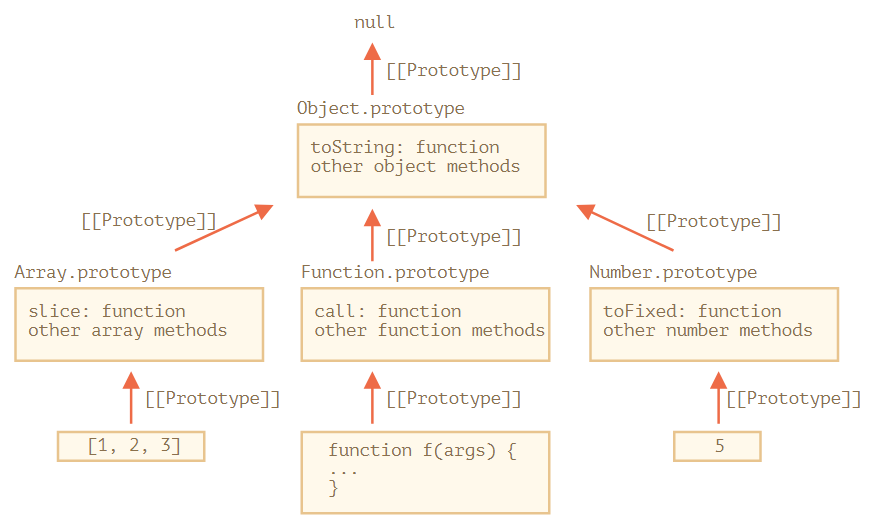 null
[[Prototype]]
Object.prototype
toString: function
other object methods
[[Prototype]]
[[Prototype]]
[[Prototype]]
Array.prototype
Function.prototype
Number.prototype
slice: function
other array methods
call: function
other function methods
toFixed: function
other number methods
[[Prototype]]
[[Prototype]]
[[Prototype]]
[1, 2, 3]
function f(args) {
...
}
5